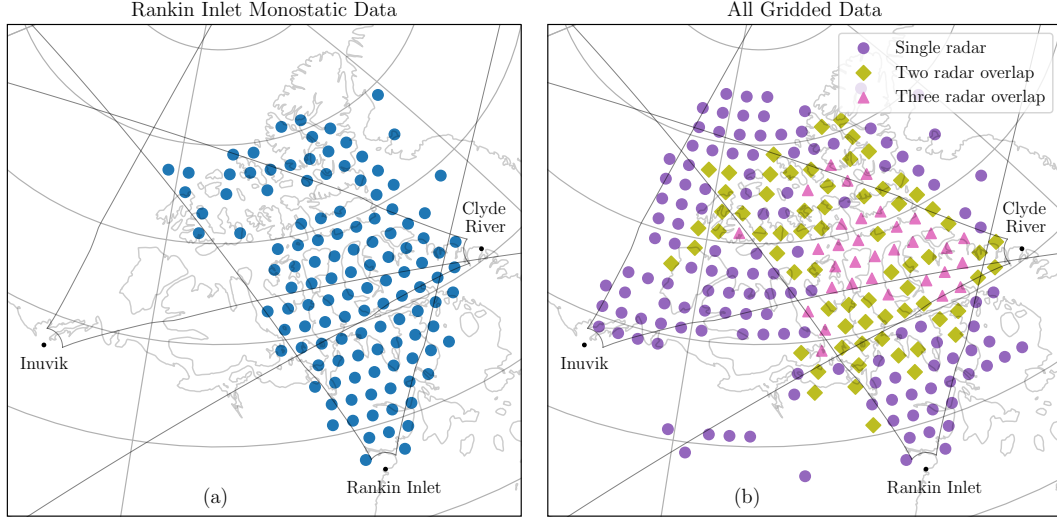 Rankin Inlet Monostatic Data
Clyde
River
Inuvik
Rankin Inlet
(a)
All Gridded Data
Single radar
Two radar overlap
Three radar overlap
Clyde
River
Inuvik
Rankin Inlet
(b)